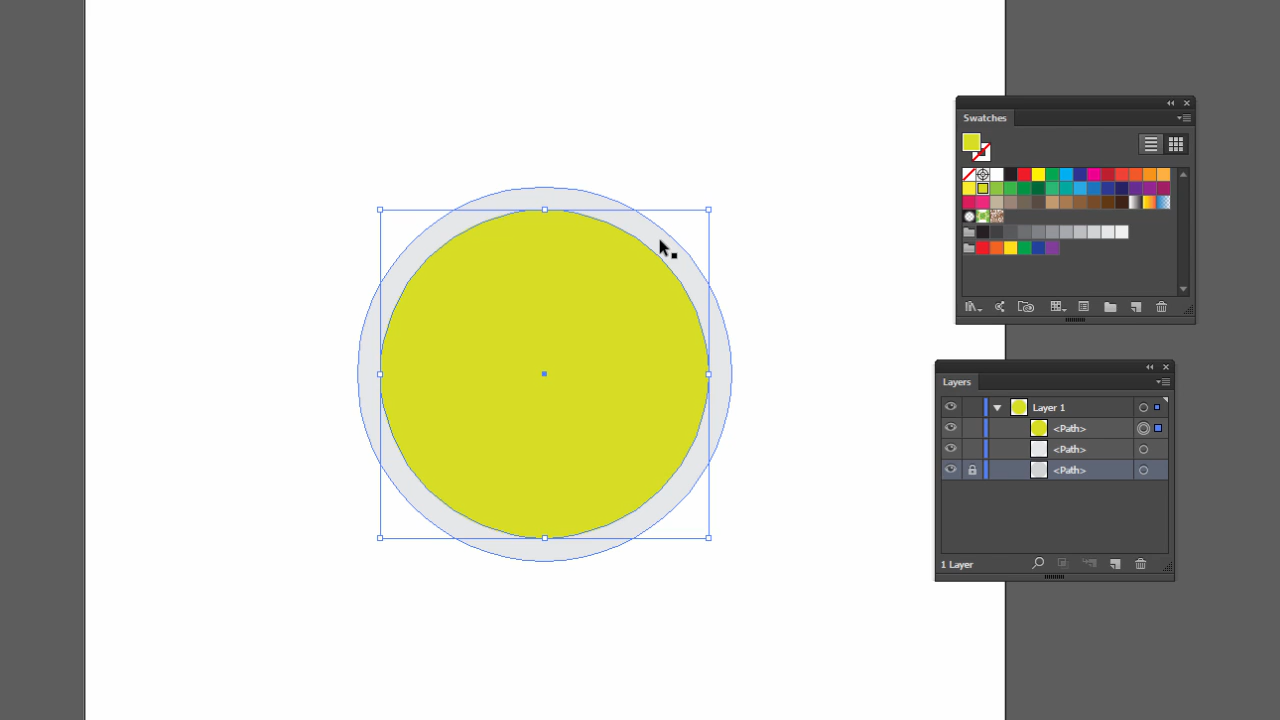 Swatches
Layers
Layer 1
<Path>
<Path>
<Path>
1 Layer